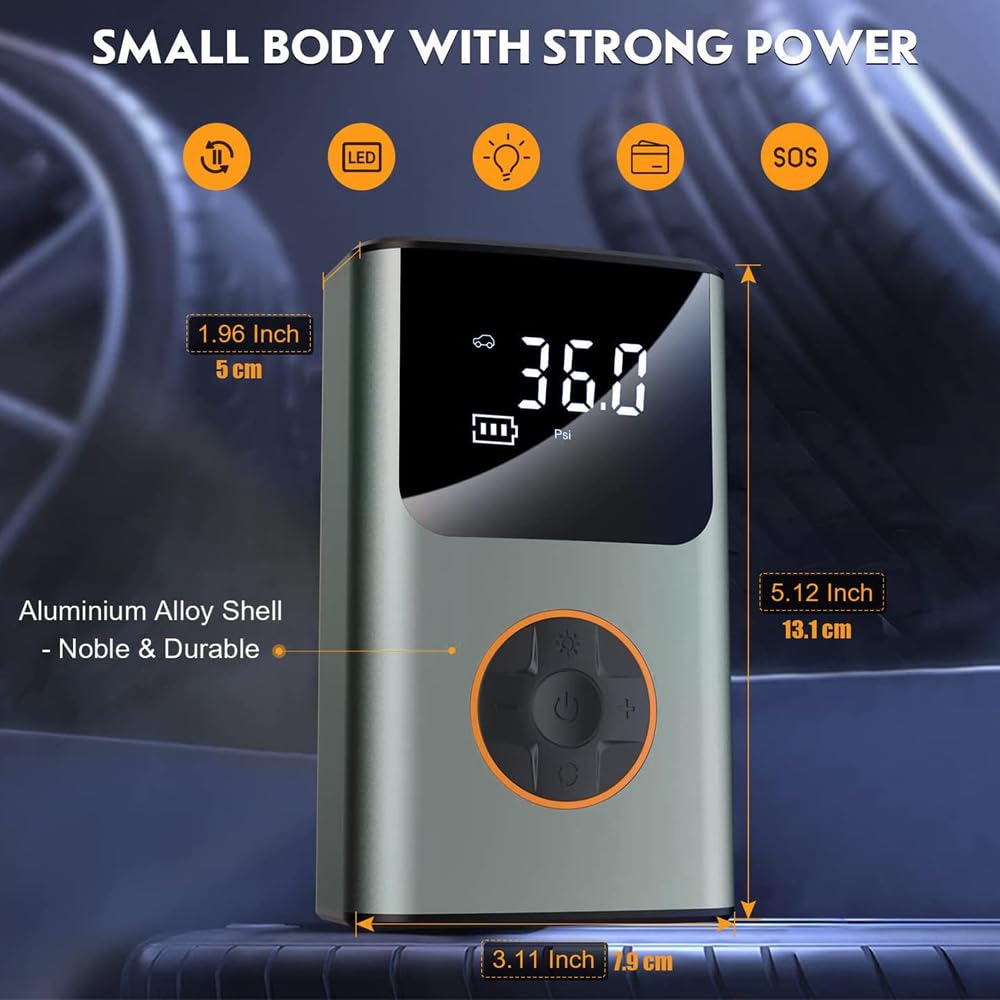 SMALL BODY WITH STRONG POWER
LED
SOS
1.96 Inch
5 cm
36.0
Psi
5.12 Inch
13.1 cm
Aluminium Alloy Shell
- Noble & Durable
3.11 Inch 7.9 cm